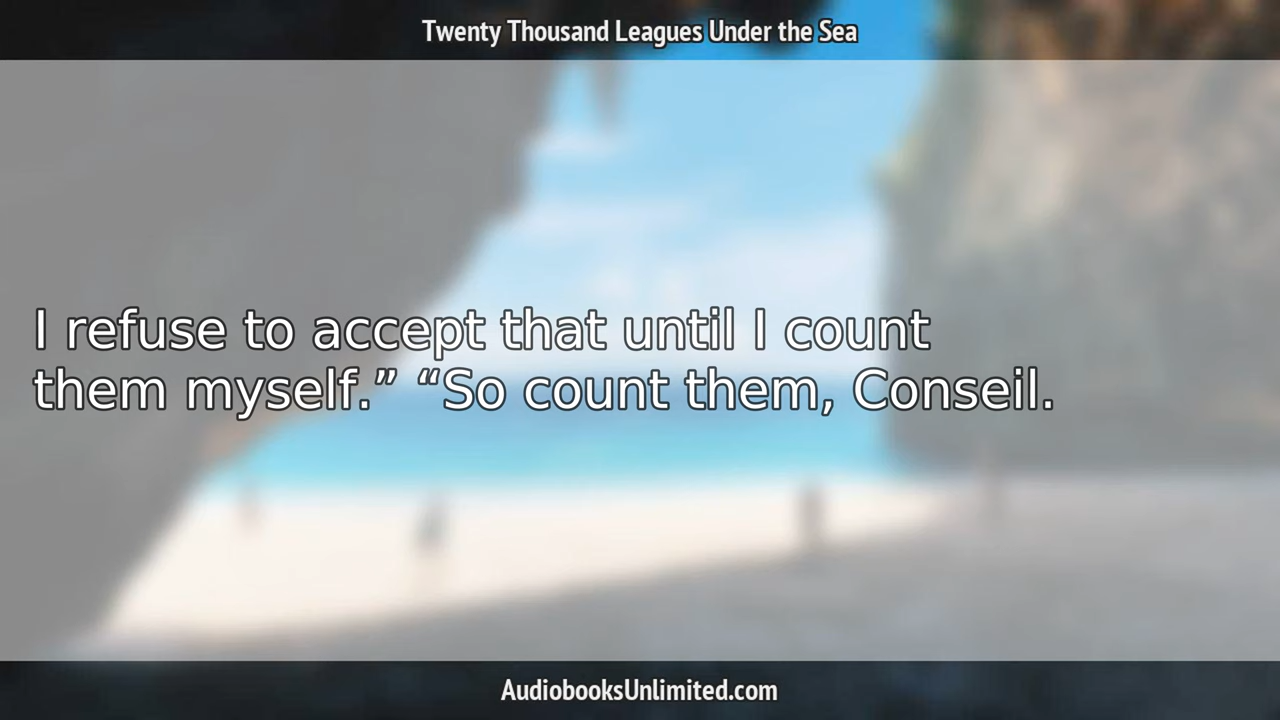 Twenty Thousand Leagues Under the Sea
I refuse to accept that until I count
them myself.” “So count them, Conseil.
AudiobooksUnlimited.com